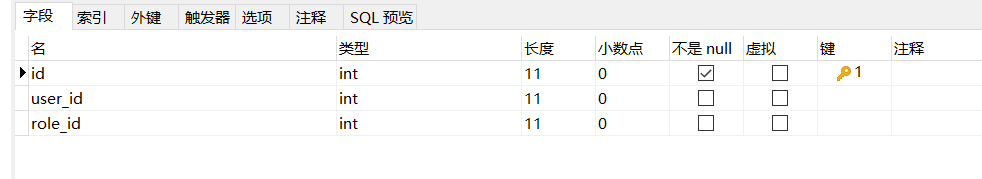 字段 索引 外键 触发器 选项 注释 SQL 预览
名 类型 长度 小数点 不是 null 虚拟 键 注释
id int 11 0 1
user_id int 11 0
role_id int 11 0